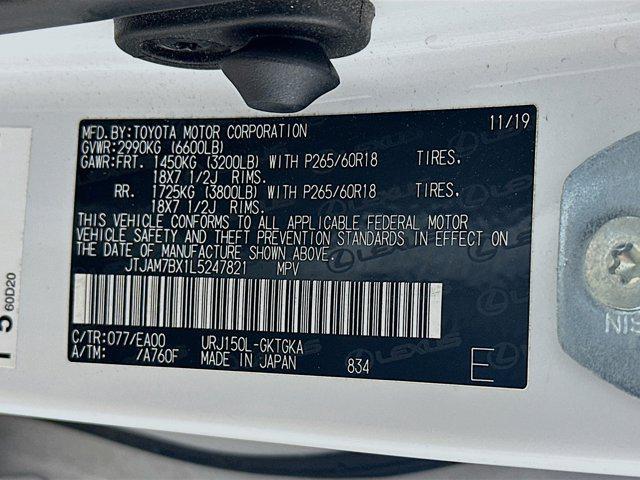 MFD.BY:TOYOTA MOTOR CORPORATION 11/19
GVWR:2990KG (6600LB)
GAWR:FRT. 1450KG (3200LB) WITH P265/60R18 TIRES,
18X7 1/2J RIMS.
RR. 1725KG (3800LB) WITH P265/60R18 TIRES,
18X7 1/2J RIMS.
THIS VEHICLE CONFORMS TO ALL APPLICABLE FEDERAL MOTOR
VEHICLE SAFETY AND THEFT PREVENTION STANDARDS IN EFFECT ON
THE DATE OF MANUFACTURE SHOWN ABOVE.
JTJAM7BX1L5247821 MPV
C/TR:077/EA00 URJ150L-GKTGKA
A/TM: /A760F MADE IN JAPAN 834 E
LEXUS
60D20
NIS